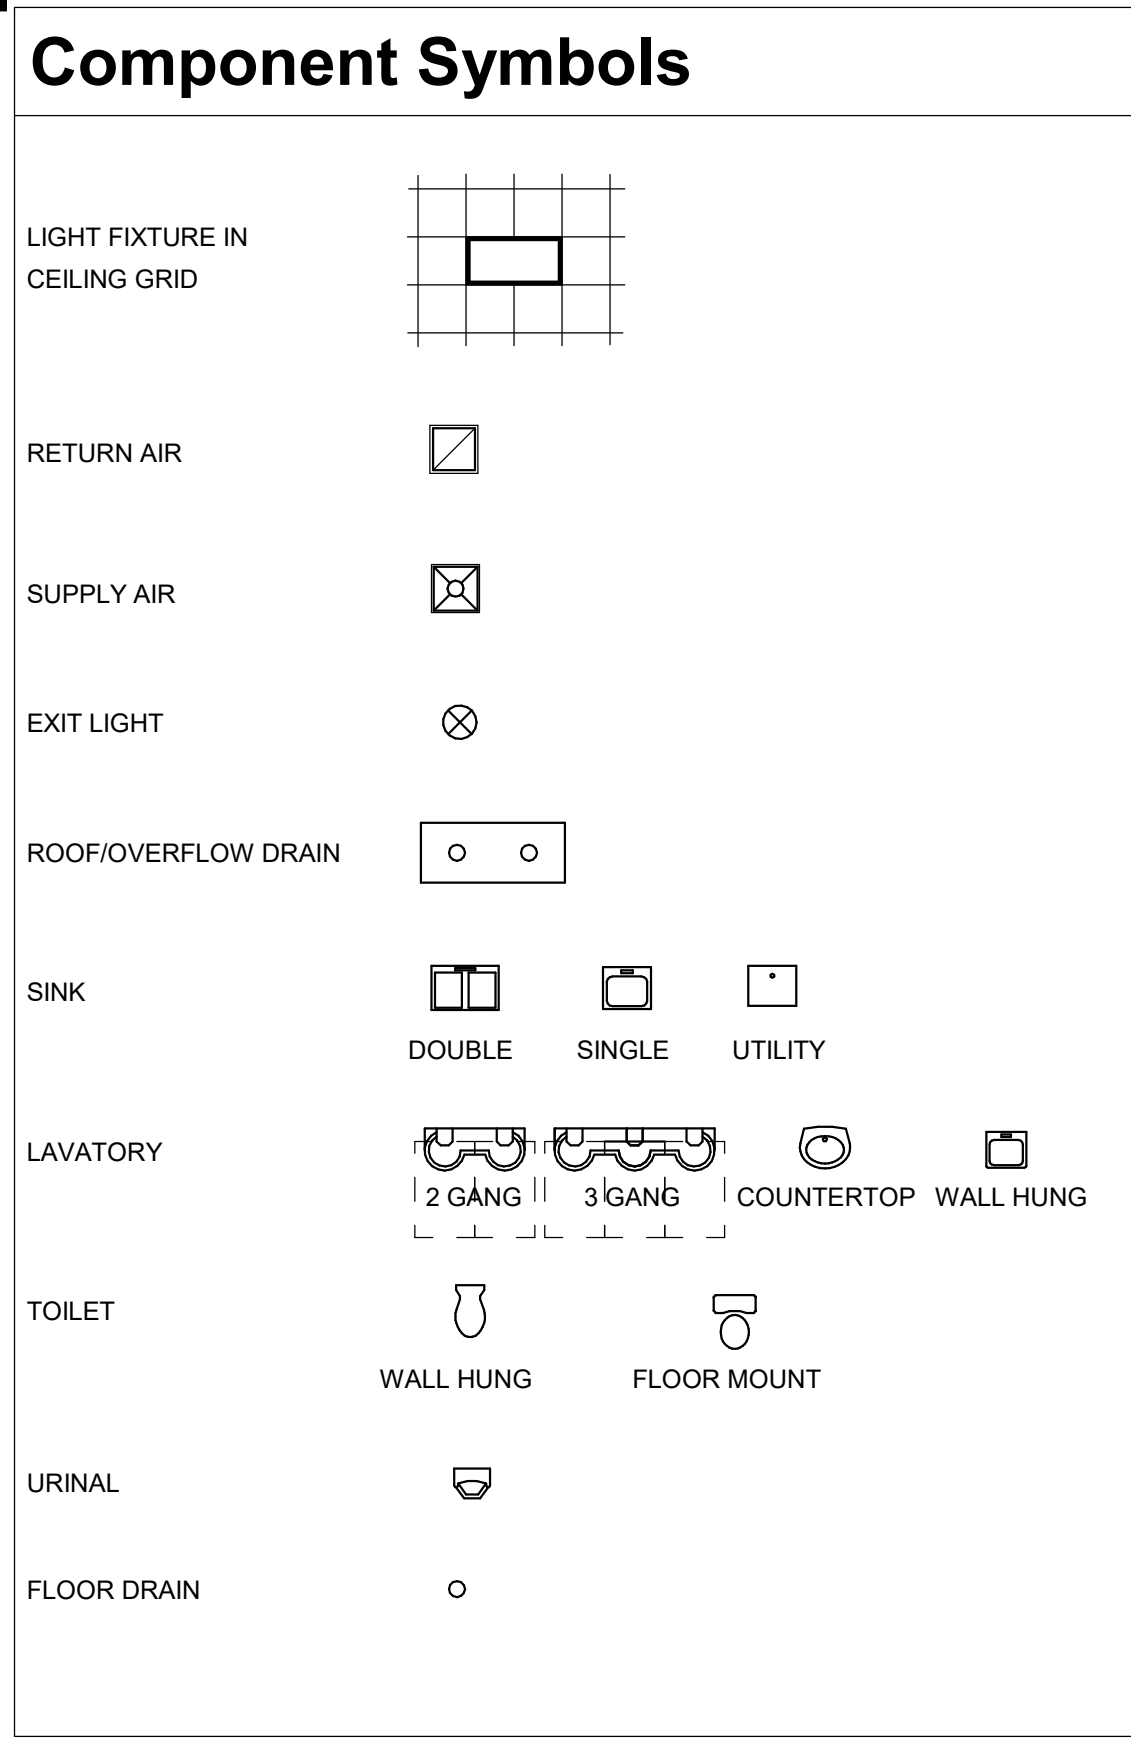 Component Symbols
LIGHT FIXTURE IN
CEILING GRID
RETURN AIR
SUPPLY AIR
EXIT LIGHT
ROOF/OVERFLOW DRAIN
SINK
DOUBLE SINGLE UTILITY
LAVATORY
2 GANG 3 GANG COUNTERTOP WALL HUNG
TOILET
WALL HUNG FLOOR MOUNT
URINAL
FLOOR DRAIN